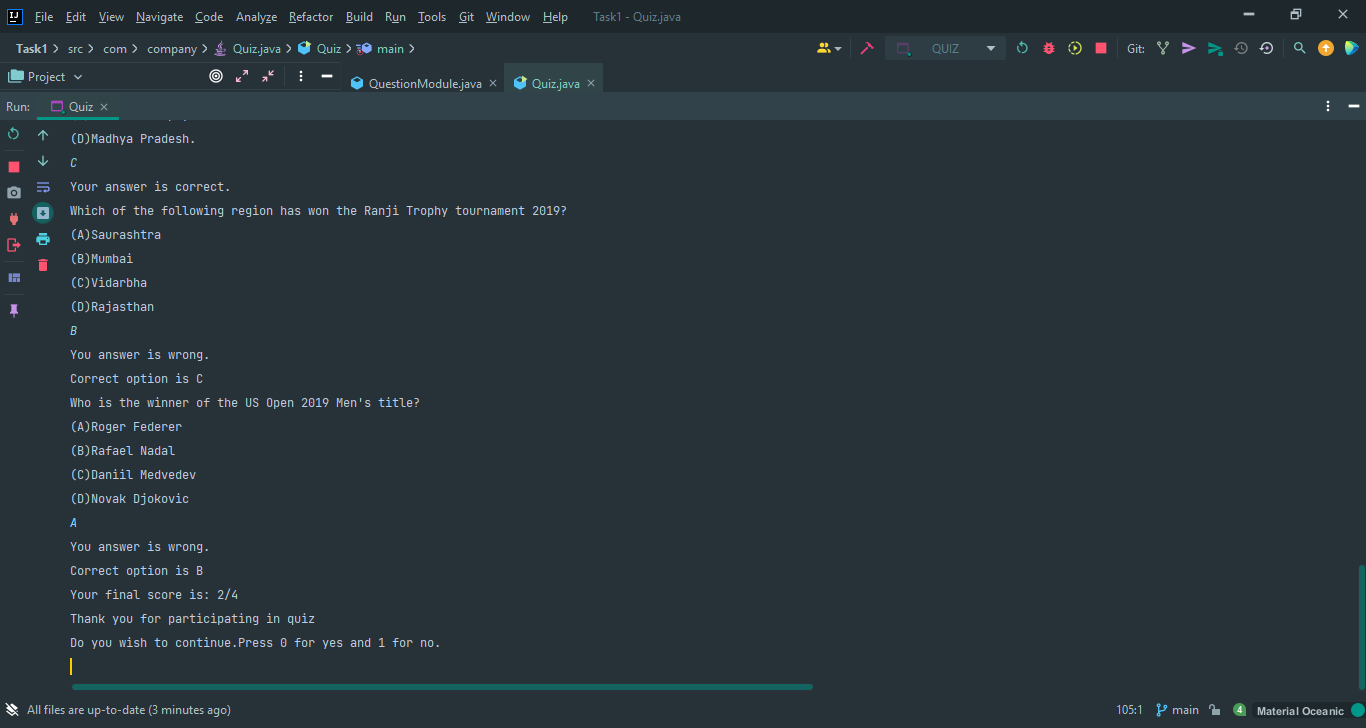 File Edit View Navigate Code Analyze Refactor Build Run Tools Git Window Help Task1 - Quiz.java
Task1 src com company Quiz.java Quiz main QUIZ Git:
Project QuestionModule.java Quiz.java
Run: Quiz
(D)Madhya Pradesh.
C
Your answer is correct.
Which of the following region has won the Ranji Trophy tournament 2019?
(A)Saurashtra
(B)Mumbai
(C)Vidarbha
(D)Rajasthan
B
You answer is wrong.
Correct option is C
Who is the winner of the US Open 2019 Men's title?
(A)Roger Federer
(B)Rafael Nadal
(C)Daniil Medvedev
(D)Novak Djokovic
A
You answer is wrong.
Correct option is B
Your final score is: 2/4
Thank you for participating in quiz
Do you wish to continue.Press 0 for yes and 1 for no.
All files are up-to-date (3 minutes ago) 105:1 main 4 Material Oceanic